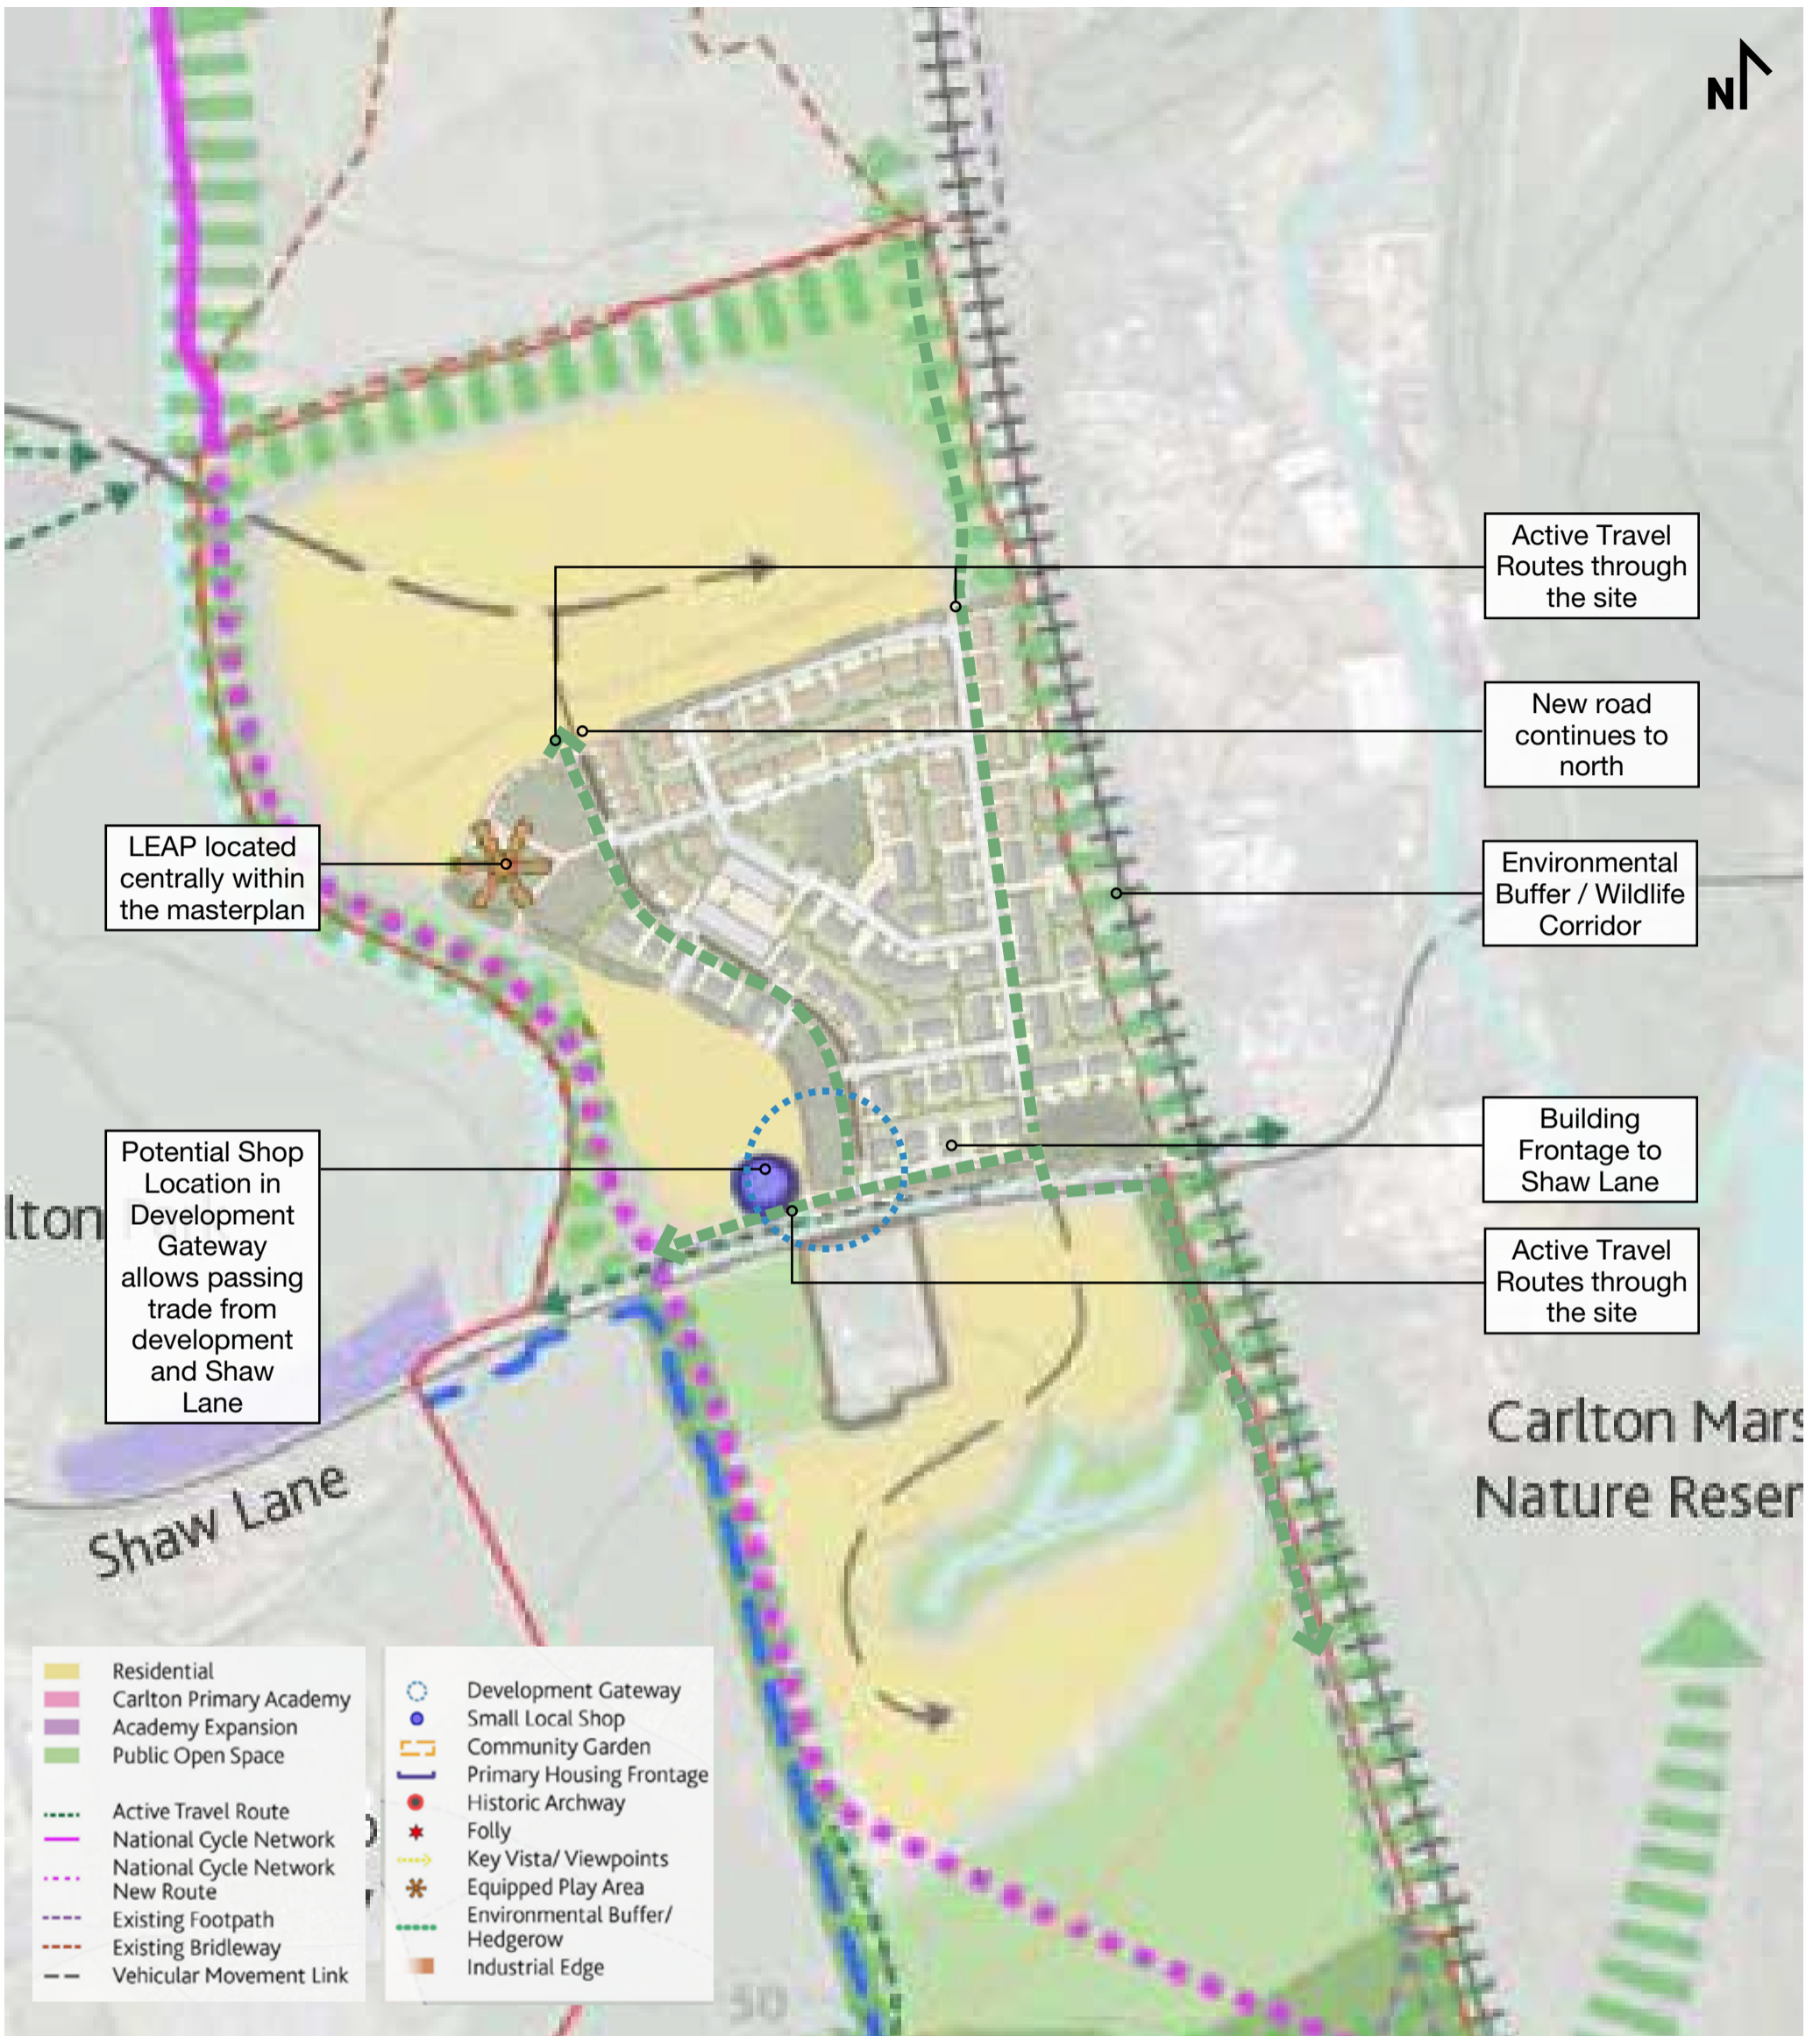 N
Active Travel
Routes through
the site
New road
continues to
north
LEAP located
centrally within
the masterplan
Environmental
Buffer / Wildlife
Corridor
Building
Frontage to
Shaw Lane
Potential Shop
Location in
Development
Gateway
allows passing
trade from
development
and Shaw
Lane
lton
Active Travel
Routes through
the site
Carlton Mars
Nature Reser
Shaw Lane
Residential
Carlton Primary Academy
Academy Expansion
Public Open Space
Active Travel Route
National Cycle Network
National Cycle Network
New Route
Existing Footpath
Existing Bridleway
Vehicular Movement Link
Development Gateway
Small Local Shop
Community Garden
Primary Housing Frontage
Historic Archway
Folly
Key Vista/ Viewpoints
Equipped Play Area
Environmental Buffer/
Hedgerow
Industrial Edge
50